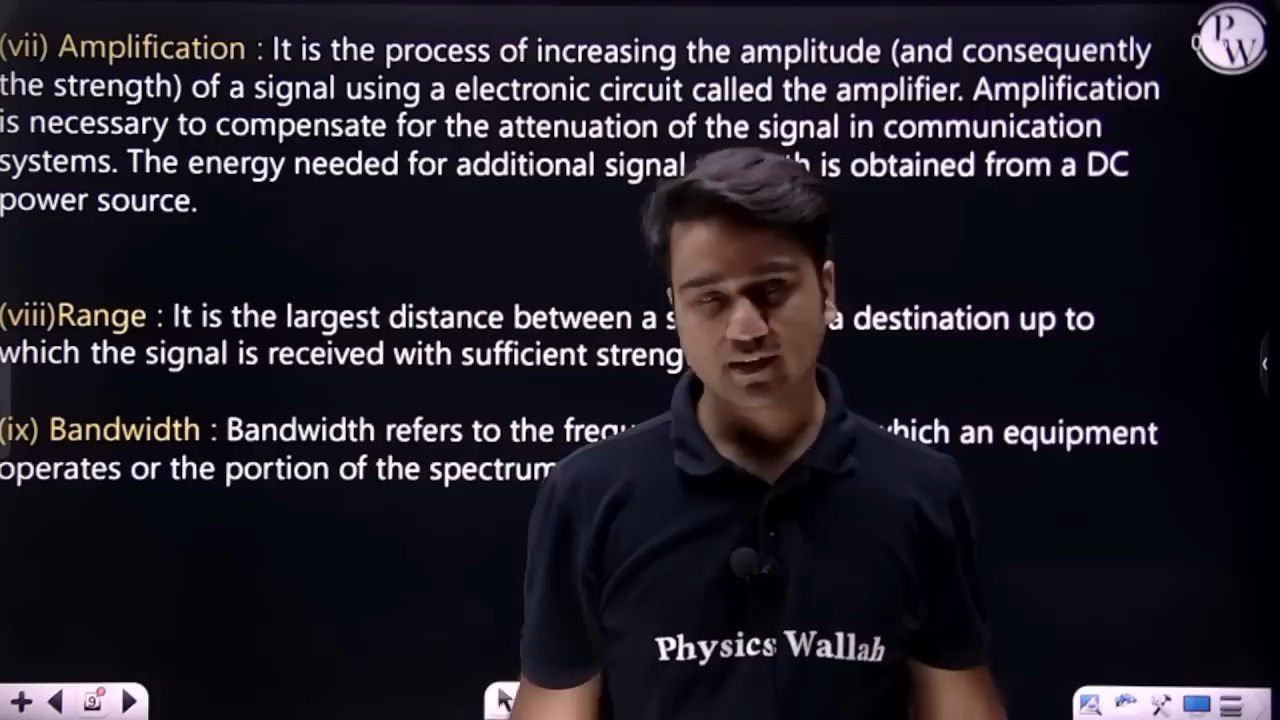 (vii) Amplification : It is the process of increasing the amplitude (and consequently
the strength) of a signal using a electronic circuit called the amplifier. Amplification
is necessary to compensate for the attenuation of the signal in communication
systems. The energy needed for additional signal is obtained from a DC
power source.
(viii)Range : It is the largest distance between a a destination up to
which the signal is received with sufficient
(ix) Bandwidth : Bandwidth refers to the which an equipment
operates or the portion of the spectrum
PW
Physics Wallah
9